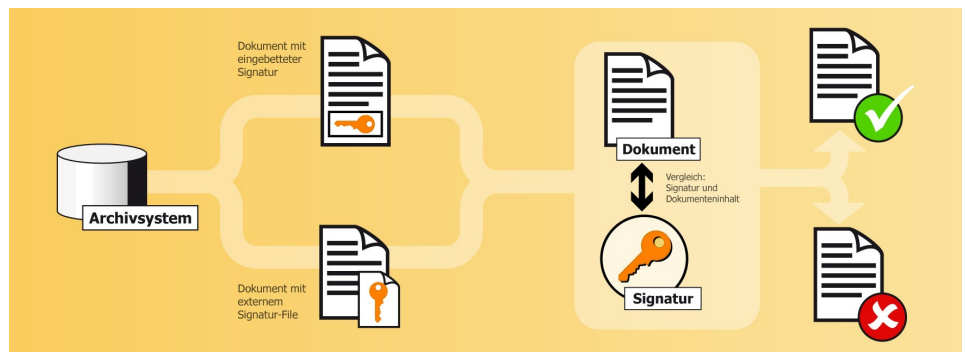 Dokument mit
eingebetteter
Signatur
Archivsystem
Dokument mit
externem
Signatur-File
Dokument
Vergleich:
Signatur und
Dokumenteninhalt
Signatur